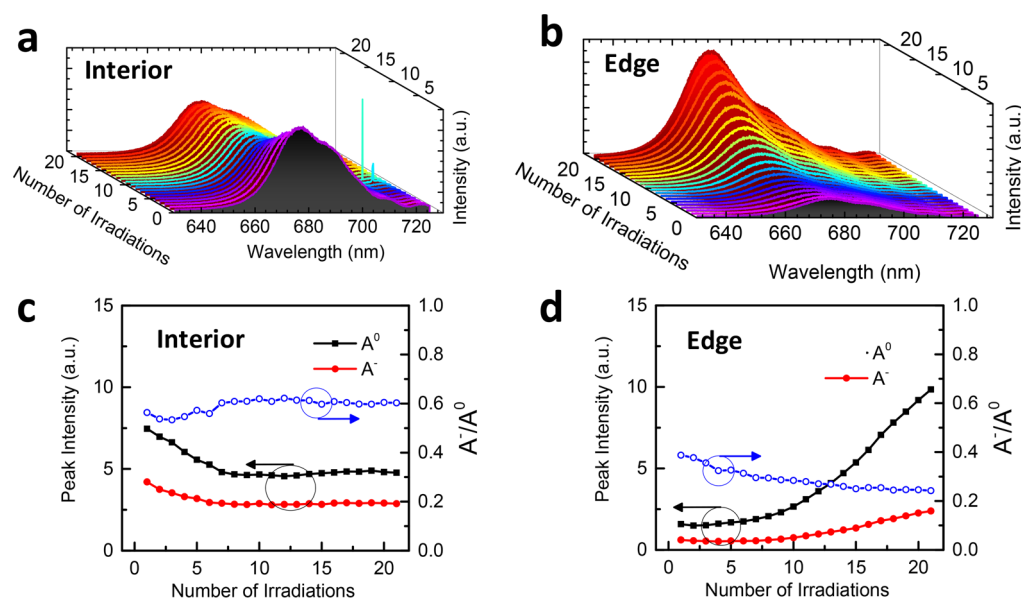 a
Interior
20
15
10
5
Intensity (a.u.)
20
15
10
5
0
Number of Irradiations
640
660
680
700
720
Wavelength (nm)
b
Edge
20
15
10
5
Intensity (a.u.)
20
15
10
5
0
Number of Irradiations
640
660
680
700
720
Wavelength (nm)
c
Interior
A⁰
A⁻
15
10
5
0
Peak Intensity (a.u.)
1.0
0.8
0.6
0.4
0.2
0.0
A⁻/A⁰
0
5
10
15
20
Number of Irradiations
d
Edge
A⁰
A⁻
15
10
5
0
Peak Intensity (a.u.)
1.0
0.8
0.6
0.4
0.2
0.0
A⁻/A⁰
0
5
10
15
20
Number of Irradiations